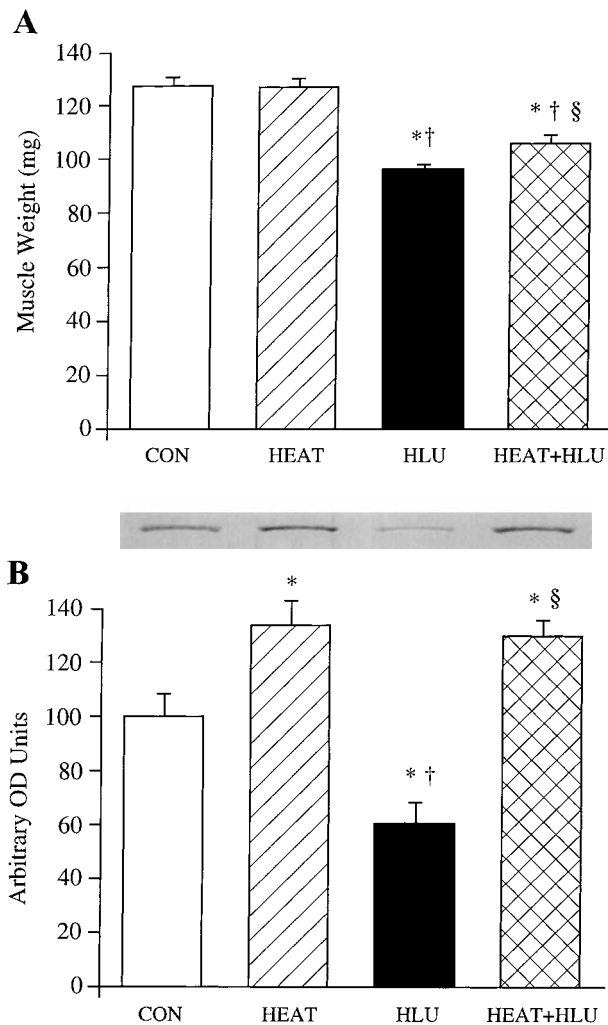 A
140
120
100
80
60
40
20
0
Muscle Weight (mg)
*†
* † §
CON HEAT HLU HEAT+HLU
B
140
120
100
80
60
40
20
0
Arbitrary OD Units
*
* †
* §
CON HEAT HLU HEAT+HLU